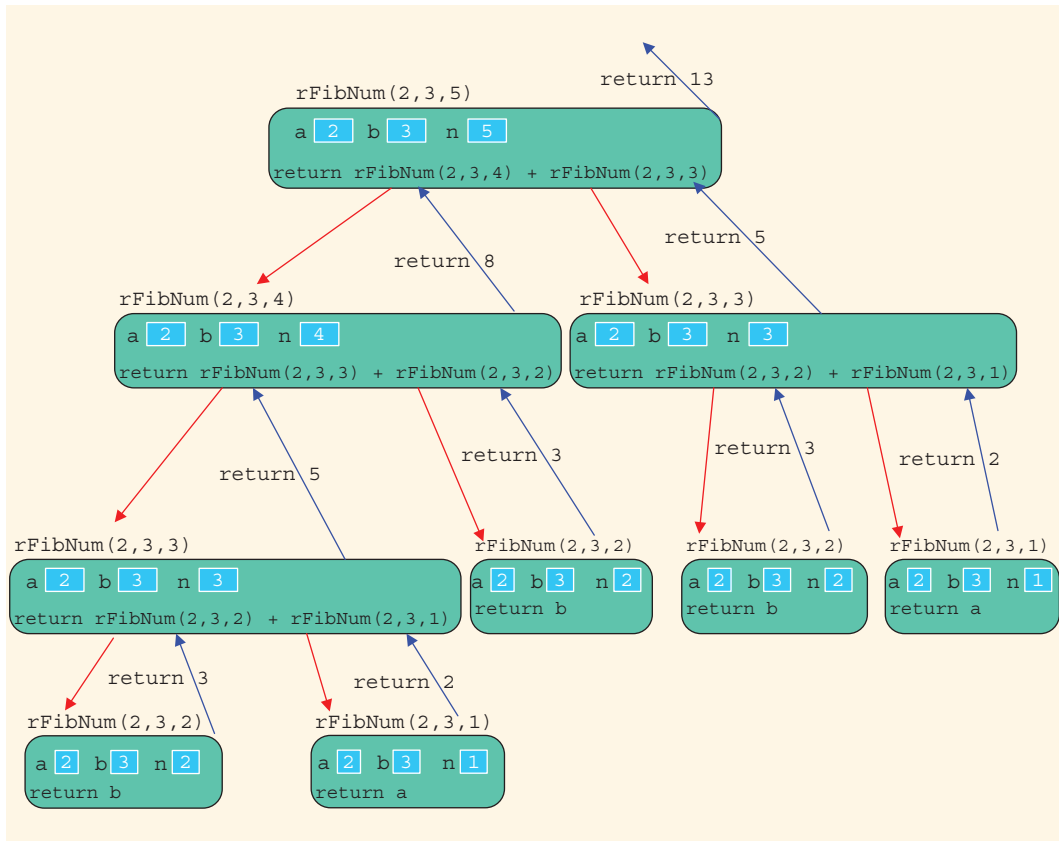 return 13
rFibNum(2,3,5)
a 2 b 3 n 5
return rFibNum(2,3,4) + rFibNum(2,3,3)
return 8
return 5
rFibNum(2,3,4)
a 2 b 3 n 4
return rFibNum(2,3,3) + rFibNum(2,3,2)
rFibNum(2,3,3)
a 2 b 3 n 3
return rFibNum(2,3,2) + rFibNum(2,3,1)
return 5
return 3
return 3
return 2
rFibNum(2,3,3)
a 2 b 3 n 3
return rFibNum(2,3,2) + rFibNum(2,3,1)
rFibNum(2,3,2)
a 2 b 3 n 2
return b
rFibNum(2,3,2)
a 2 b 3 n 2
return b
rFibNum(2,3,1)
a 2 b 3 n 1
return a
return 3
return 2
rFibNum(2,3,2)
a 2 b 3 n 2
return b
rFibNum(2,3,1)
a 2 b 3 n 1
return a